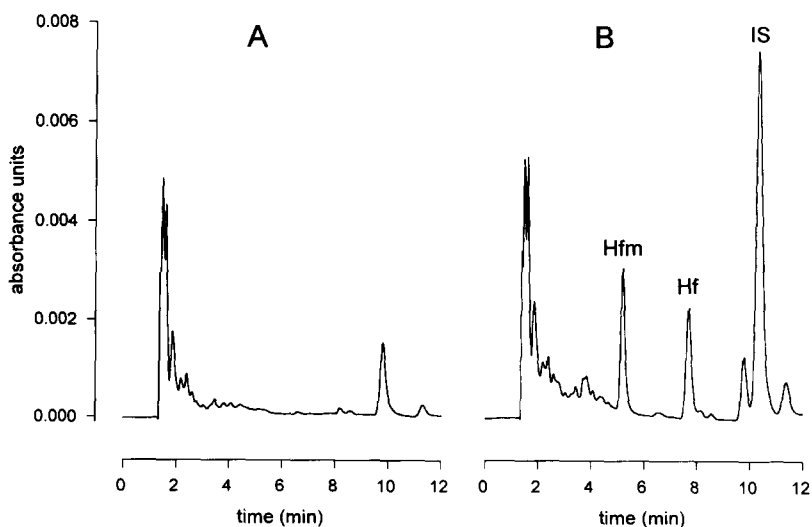 A
B
IS
Hfm
Hf
absorbance units
0.008
0.006
0.004
0.002
0.000
0 2 4 6 8 10 12
time (min)
0 2 4 6 8 10 12
time (min)